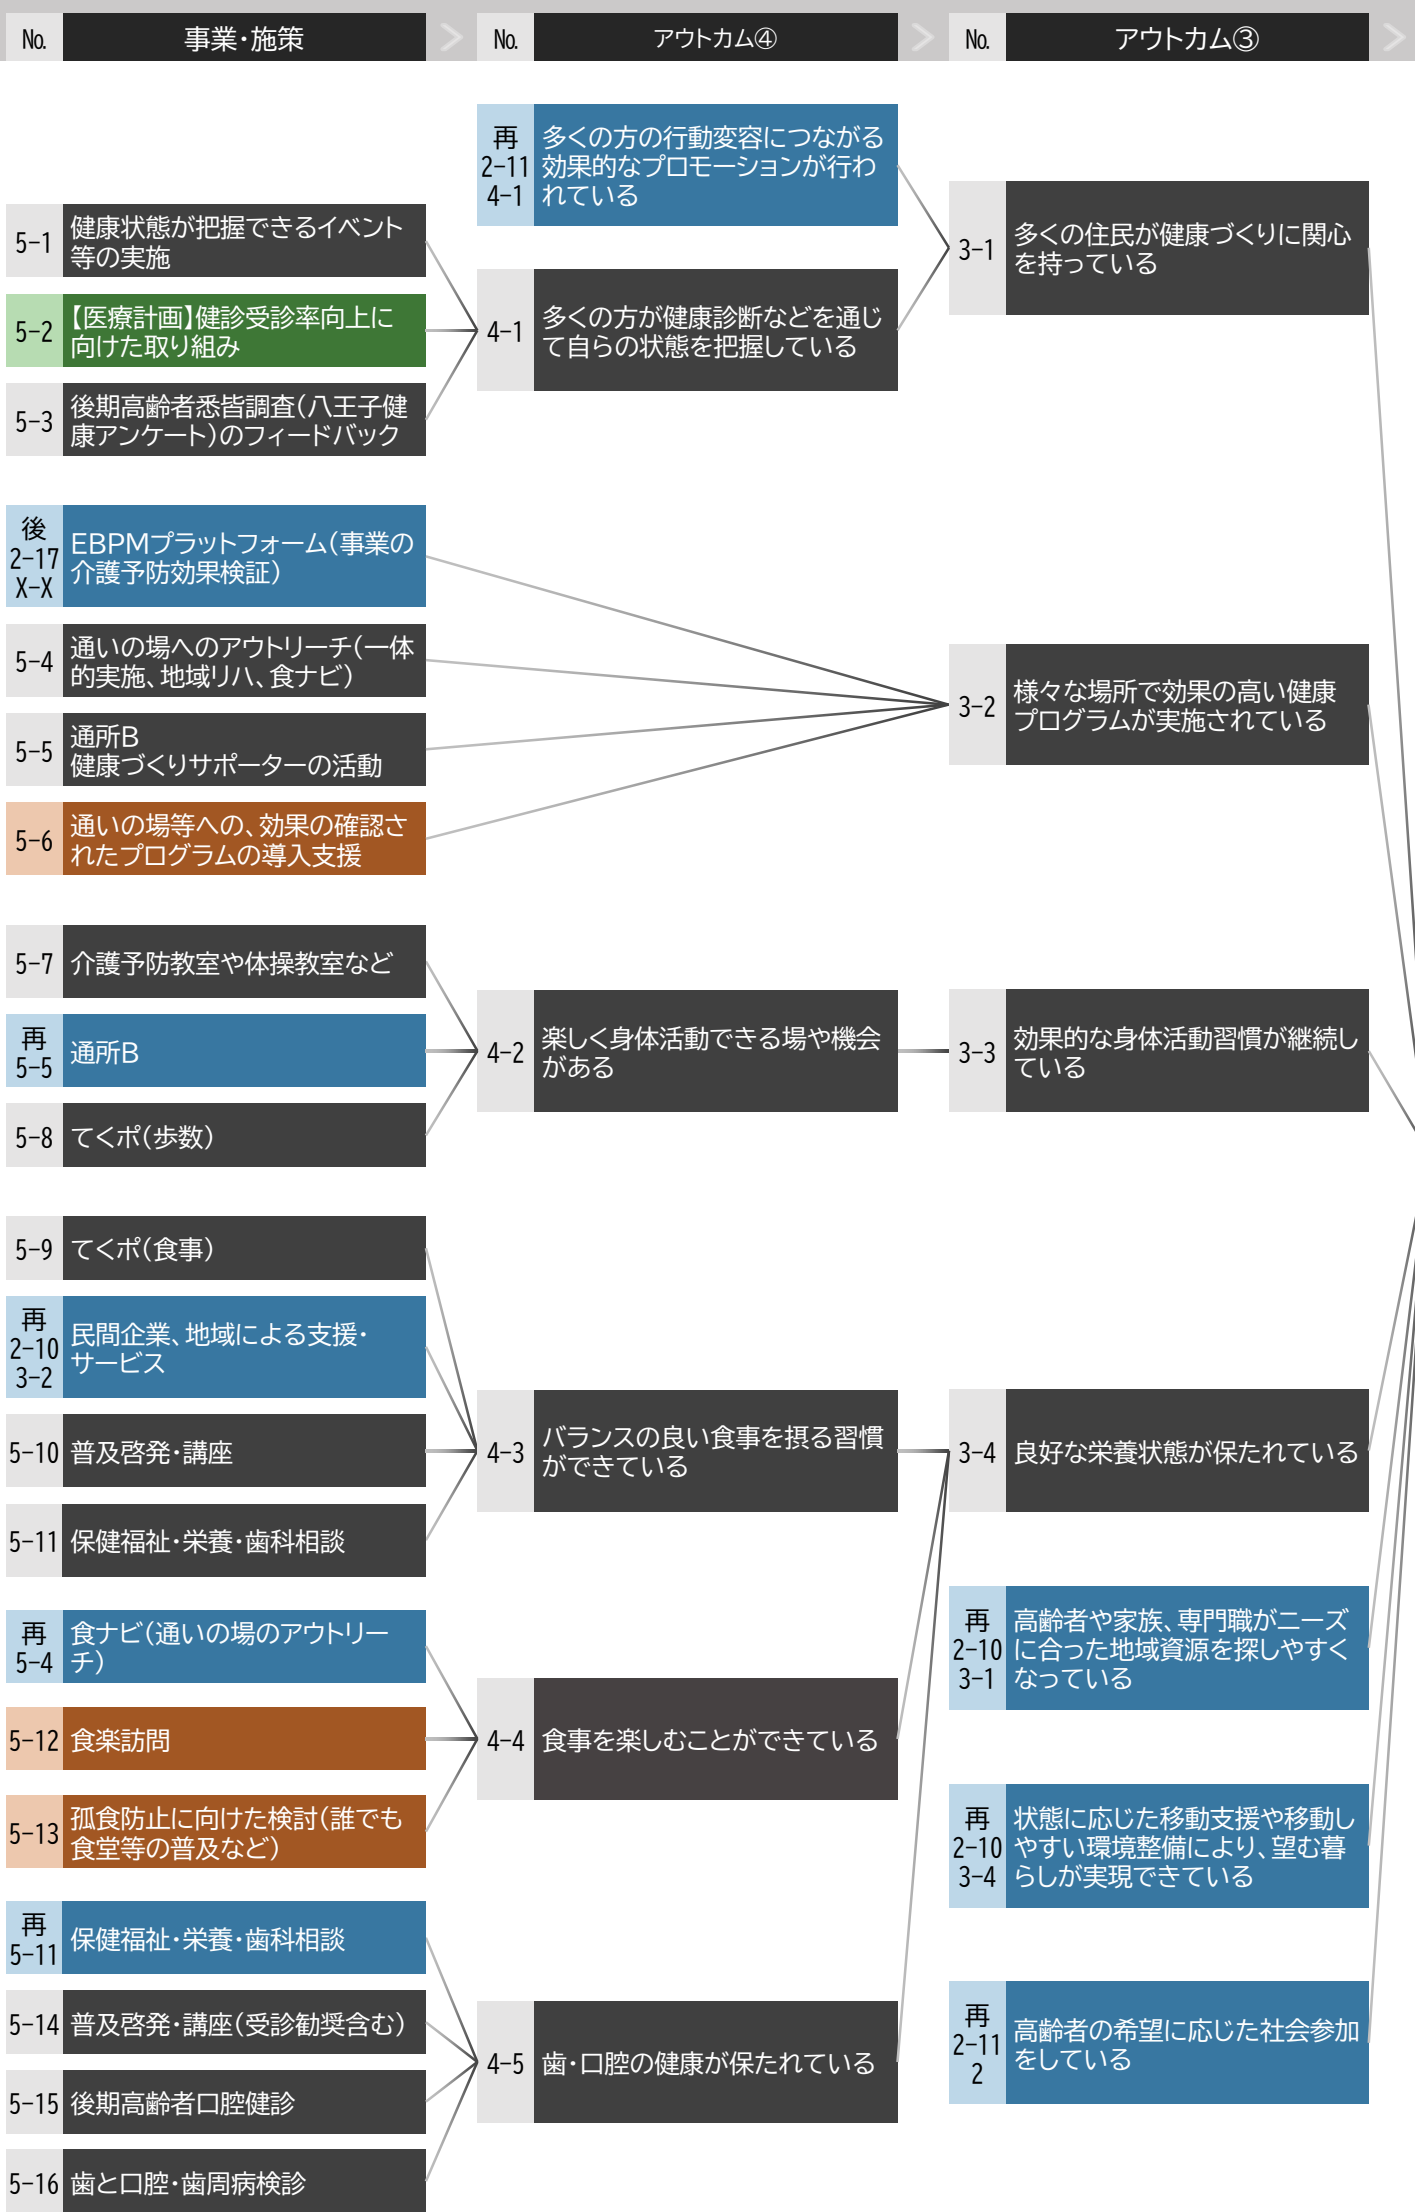 No.
事業・施策
No.
アウトカム④
No.
アウトカム③
5-1
健康状態が把握できるイベント
等の実施
5-2
【医療計画】健診受診率向上に
向けた取り組み
5-3
後期高齢者悉皆調査(八王子健
康アンケート)のフィードバック
再
2-11
4-1
多くの方の行動変容につながる
効果的なプロモーションが行わ
れている
4-1
多くの方が健康診断などを通じ
て自らの状態を把握している
3-1
多くの住民が健康づくりに関心
を持っている
後
2-17
X-X
EBPMプラットフォーム(事業の
介護予防効果検証)
5-4
通いの場へのアウトリーチ(一体
的実施、地域リハ、食ナビ)
5-5
通所B
健康づくりサポーターの活動
5-6
通いの場等への、効果の確認さ
れたプログラムの導入支援
3-2
様々な場所で効果の高い健康
プログラムが実施されている
5-7
介護予防教室や体操教室など
再
5-5
通所B
5-8
てくポ(歩数)
4-2
楽しく身体活動できる場や機会
がある
3-3
効果的な身体活動習慣が継続し
ている
5-9
てくポ(食事)
再
2-10
3-2
民間企業、地域による支援・
サービス
5-10
普及啓発・講座
5-11
保健福祉・栄養・歯科相談
4-3
バランスの良い食事を摂る習慣
ができている
3-4
良好な栄養状態が保たれている
再
5-4
食ナビ(通いの場のアウトリー
チ)
5-12
食楽訪問
5-13
孤食防止に向けた検討(誰でも
食堂等の普及など)
4-4
食事を楽しむことができている
再
2-10
3-1
高齢者や家族、専門職がニーズ
に合った地域資源を探しやすく
なっている
再
2-10
3-4
状態に応じた移動支援や移動し
やすい環境整備により、望む暮
らしが実現できている
再
5-11
保健福祉・栄養・歯科相談
5-14
普及啓発・講座(受診勧奨含む)
5-15
後期高齢者口腔健診
5-16
歯と口腔・歯周病検診
4-5
歯・口腔の健康が保たれている
再
2-11
2
高齢者の希望に応じた社会参加
をしている